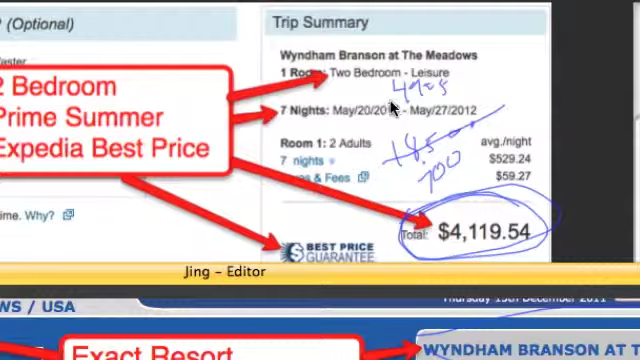 (Optional)
Trip Summary
Wyndham Branson at The Meadows
1 Room: Two Bedroom - Leisure
2 Bedroom
Prime Summer
Expedia Best Price
7 Nights: May/20/2012 - May/27/2012
Room 1: 2 Adults
avg./night
7 nights
$529.24
& Fees
$59.27
700
ime. Why?
Total: $4,119.54
BEST PRICE
GUARANTEE
Jing - Editor
WS / USA
Thursday 15th December 2011
Exact Resort
WYNDHAM BRANSON AT T